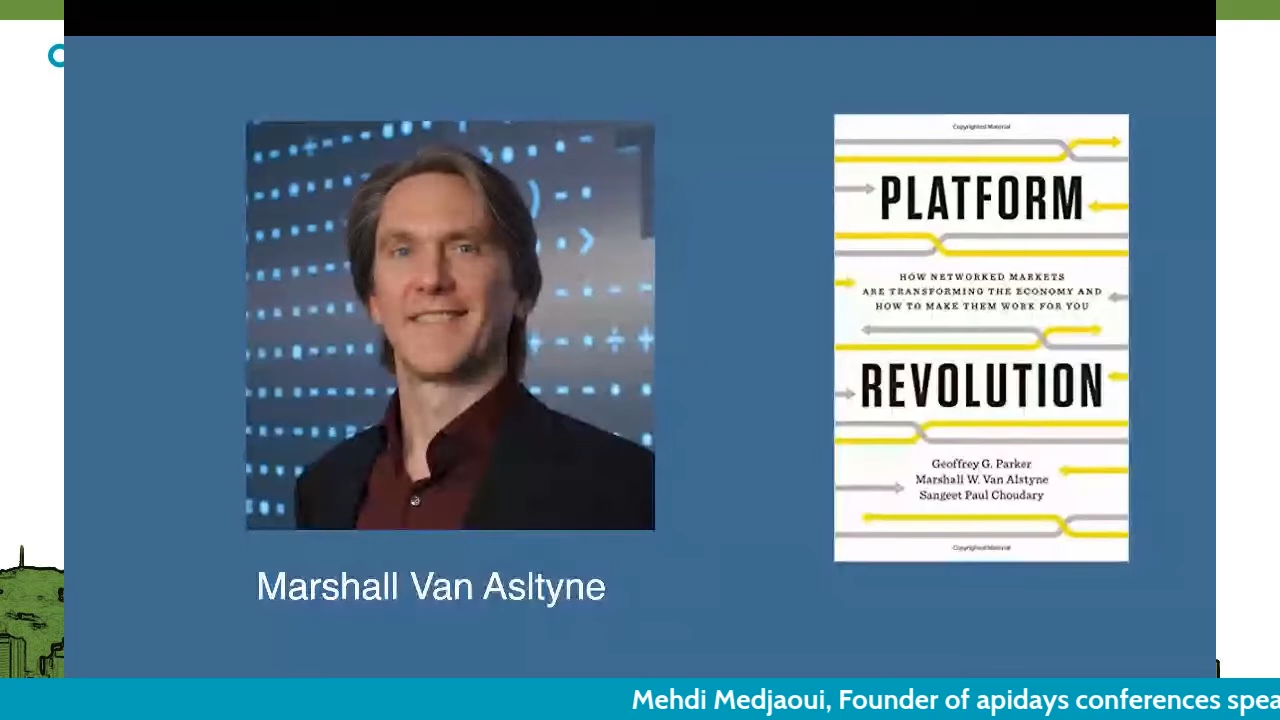 Copyrighted Material
PLATFORM
HOW NETWORKED MARKETS
ARE TRANSFORMING THE ECONOMY AND
HOW TO MAKE THEM WORK FOR YOU
REVOLUTION
Geoffrey G. Parker
Marshall W. Van Alstyne
Sangeet Paul Choudary
Copyrighted Material
Marshall Van Asltyne
Mehdi Medjaoui, Founder of apidays conferences spea